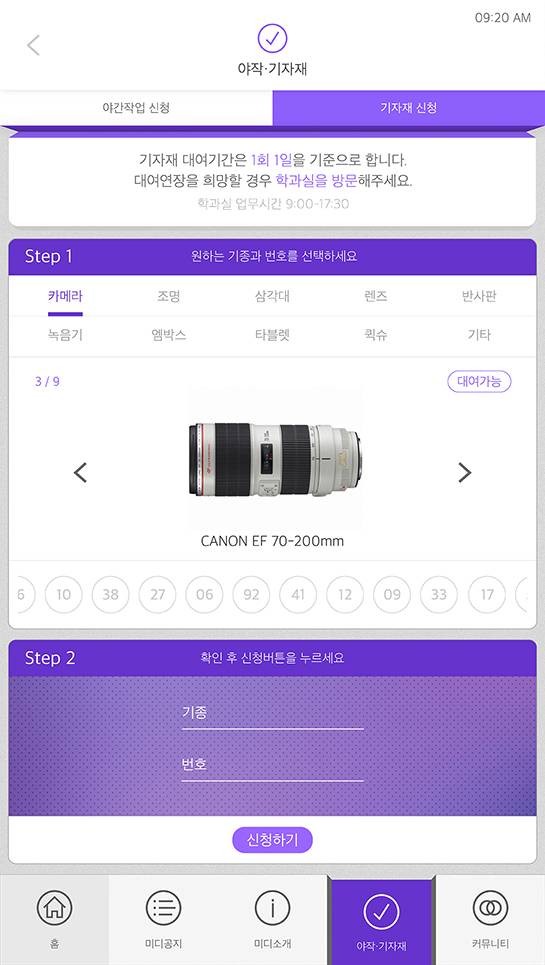 09:20 AM
야작·기자재
야간작업 신청
기자재 신청
기자재 대여기간은 1회 1일을 기준으로 합니다.
대여연장을 희망할 경우 학과실을 방문해주세요.
학과실 업무시간 9:00-17:30
Step 1
원하는 기종과 번호를 선택하세요
카메라 조명 삼각대 렌즈 반사판
녹음기 엠박스 타블렛 퀵슈 기타
3 / 9
대여가능
CANON EF 70-200mm
6 10 38 27 06 92 41 12 09 33 17
Step 2
확인 후 신청버튼을 누르세요
기종
번호
신청하기
홈 미디공지 미디소개 야작·기자재 커뮤니티